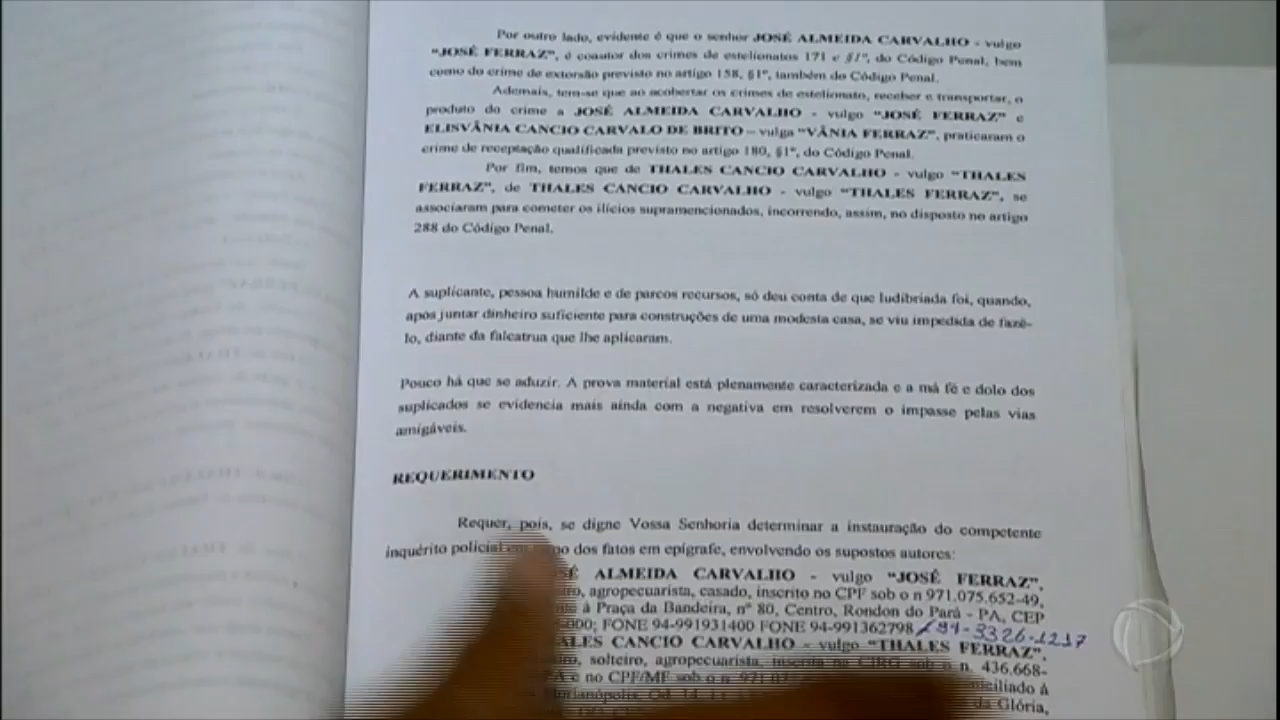 Por outro lado, evidente é que o senhor JOSÉ ALMEIDA CARVALHO - vulgo
"JOSÉ FERRAZ", é coautor dos crimes de estelionatos 171 e §1º, do Código Penal, bem
como do crime de extorsão previsto no artigo 158, §1º, também do Código Penal.
Ademais, tem-se que ao acobertar os crimes de estelionato, receber e transportar, o
produto do crime a JOSÉ ALMEIDA CARVALHO - vulgo "JOSÉ FERRAZ" e
ELISVÂNIA CANCIO CARVALO DE BRITO – vulga "VÂNIA FERRAZ", praticaram o
crime de receptação qualificada previsto no artigo 180, §1º, do Código Penal.
Por fim, temos que de THALES CANCIO CARVALHO - vulgo "THALES
FERRAZ", de THALES CANCIO CARVALHO - vulgo "THALES FERRAZ", se
associaram para cometer os ilícios supramencionados, incorrendo, assim, no disposto no artigo
288 do Código Penal.
A suplicante, pessoa humilde e de parcos recursos, só deu conta de que ludibriada foi, quando,
após juntar dinheiro suficiente para construções de uma modesta casa, se viu impedida de fazê-
lo, diante da falcatrua que lhe aplicaram.
Pouco há que se aduzir. A prova material está plenamente caracterizada e a má fé e dolo dos
suplicados se evidencia mais ainda com a negativa em resolverem o impasse pelas vias
amigáveis.
REQUERIMENTO
Requer, pois, se digne Vossa Senhoria determinar a instauração do competente
inquérito policial dos fatos em epígrafe, envolvendo os supostos autores:
ALMEIDA CARVALHO - vulgo "JOSÉ FERRAZ",
agropecuarista, casado, inscrito no CPF sob o n 971.075.652-49,
à Praça da Bandeira, nº 80, Centro, Rondon do Pará - PA, CEP
000; FONE 94-991931400 FONE 94-991362798 94-3326-1217
CANCIO CARVALHO – vulgo "THALES FERRAZ",
solteiro, agropecuarista, sob o n. 436.668-
e no CPF/MF sob o n.
da Glória,